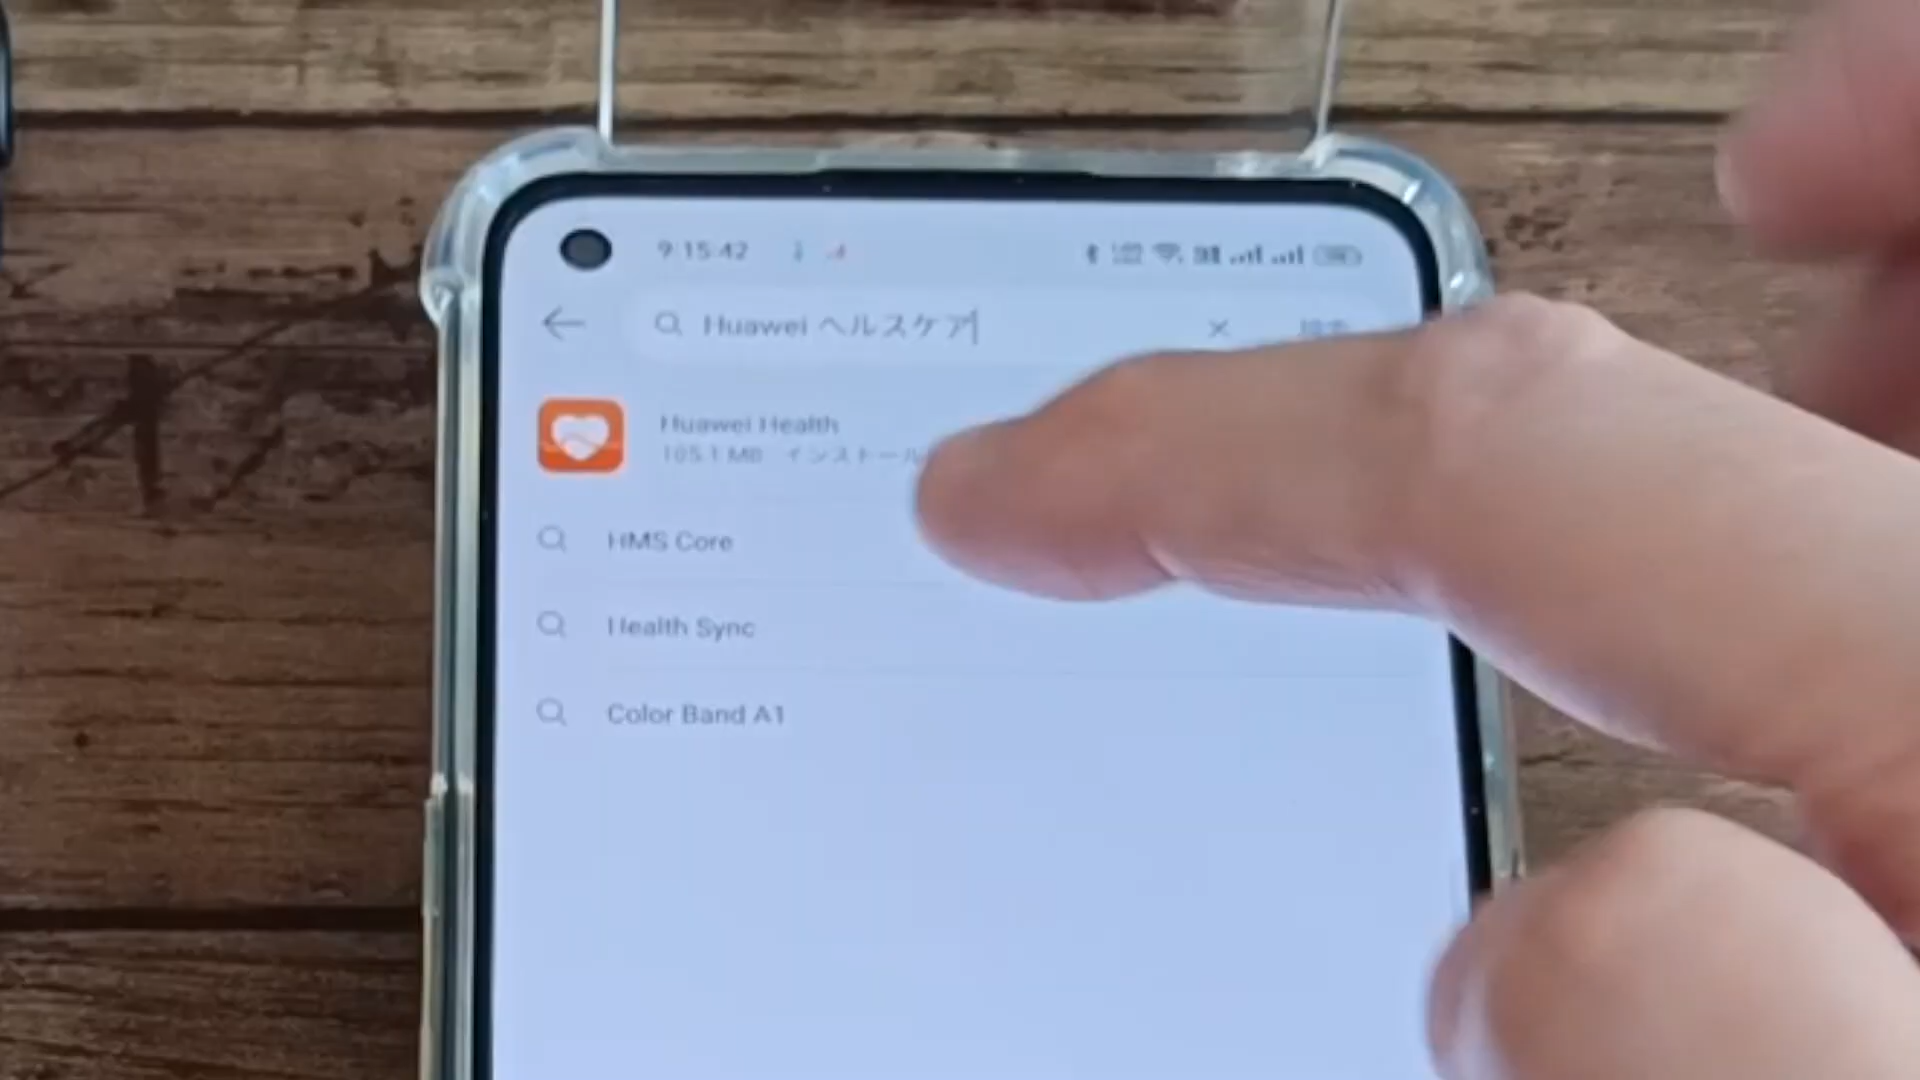 9:15:42
Huawei ヘルスケア
Huawei Health
105.1 MB インストール
HMS Core
Health Sync
Color Band A1